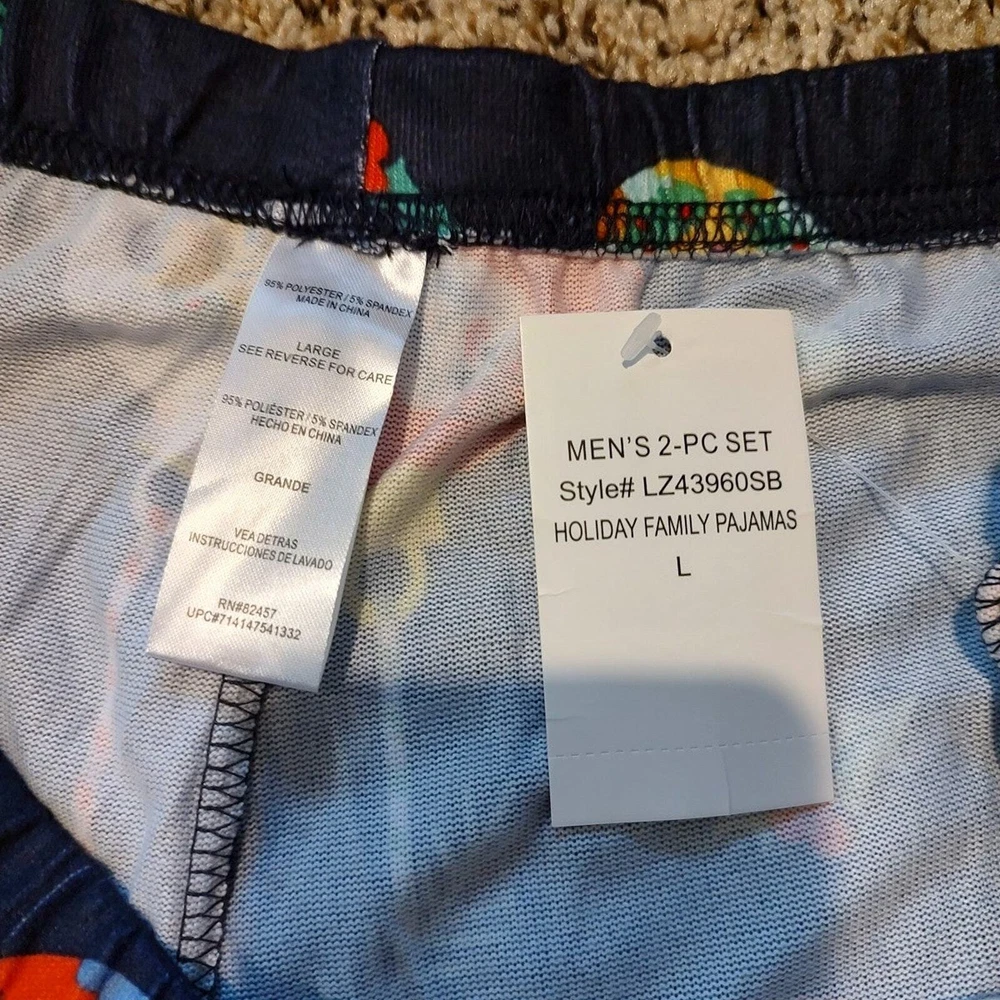 95% POLYESTER / 5% SPANDEX
MADE IN CHINA
LARGE
SEE REVERSE FOR CARE
95% POLIÉSTER / 5% SPANDEX
HECHO EN CHINA
GRANDE
VEA DETRAS
INSTRUCCIONES DE LAVADO
RN#82457
UPC#714147541332
MEN'S 2-PC SET
Style# LZ43960SB
HOLIDAY FAMILY PAJAMAS
L